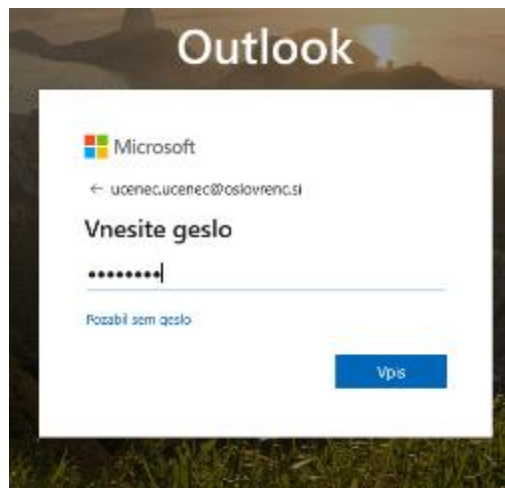 Outlook
Microsoft
← ucenec.ucenec@oslovrenc.si
Vnesite geslo
••••••••
Pozabil sem geslo
Vpis